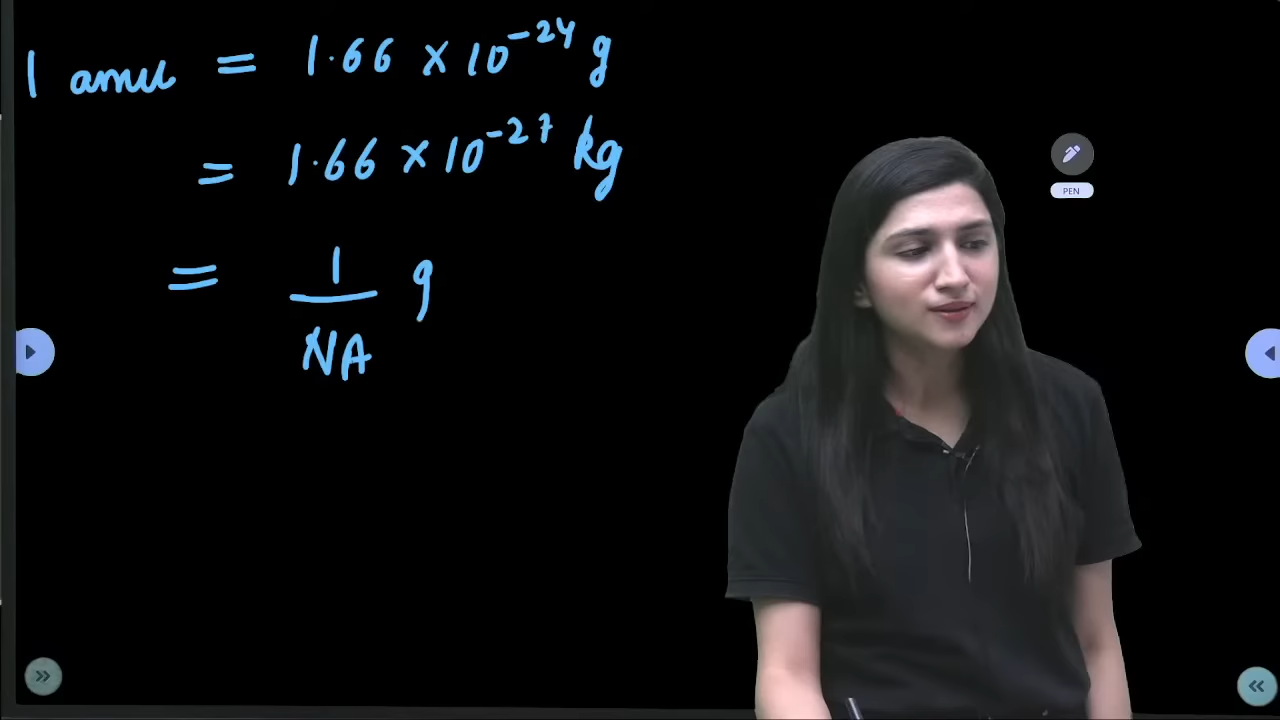 1 amu = 1.66 × 10⁻²⁴ g
= 1.66 × 10⁻²⁷ kg
= 1/NA g
PEN